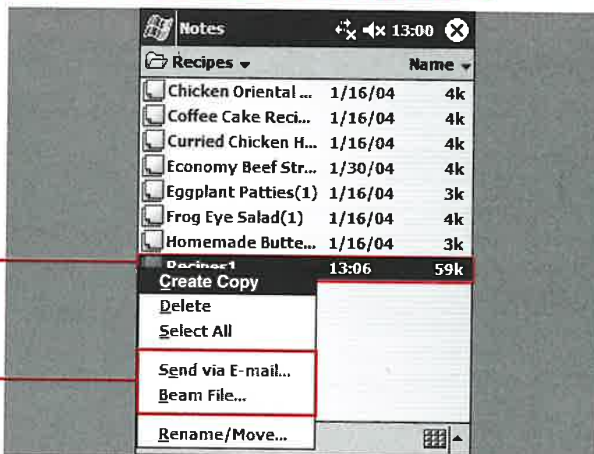 Notes 13:00
Recipes Name
Chicken Oriental ... 1/16/04 4k
Coffee Cake Reci... 1/16/04 4k
Curried Chicken H... 1/16/04 4k
Economy Beef Str... 1/30/04 4k
Eggplant Patties(1) 1/16/04 3k
Frog Eye Salad(1) 1/16/04 4k
Homemade Butte... 1/16/04 3k
Recipes1 13:06 59k
Create Copy
Delete
Select All
Send via E-mail...
Beam File...
Rename/Move...